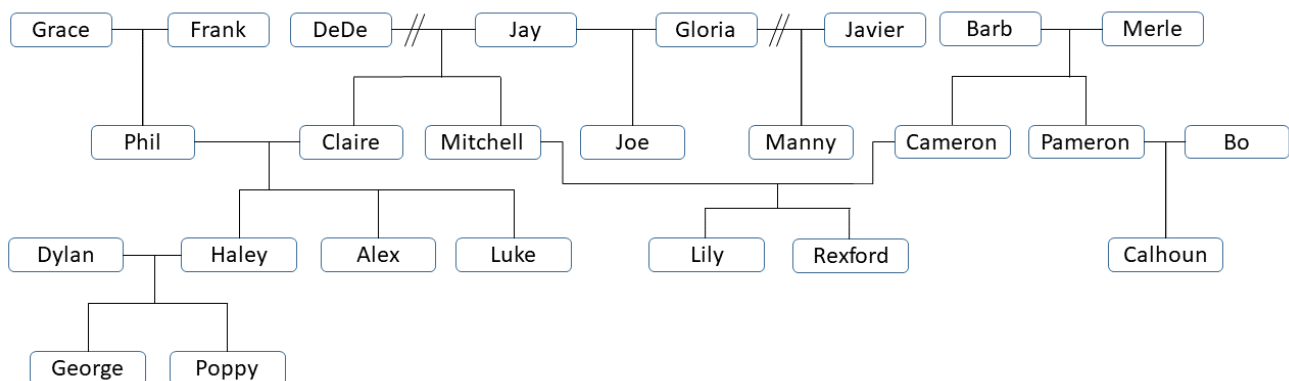 Grace Frank DeDe Jay Gloria Javier Barb Merle
Phil Claire Mitchell Joe Manny Cameron Pameron Bo
Dylan Haley Alex Luke Lily Rexford Calhoun
George Poppy